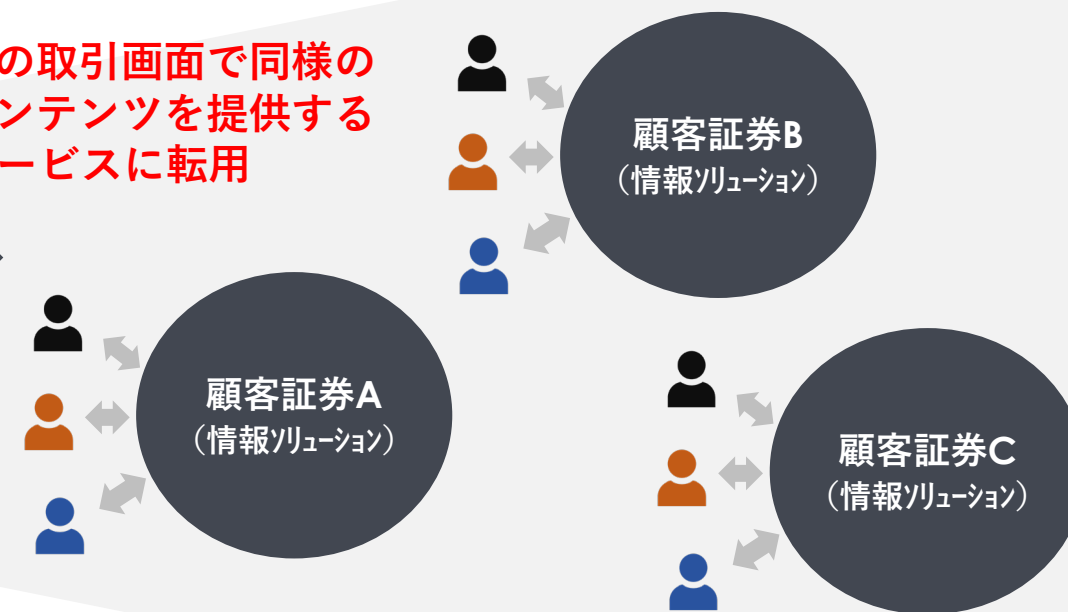 の取引画面で同様の
ンテンツを提供する
ービスに転用
顧客証券B
（情報ｿﾘｭｰｼｮﾝ）
顧客証券A
（情報ｿﾘｭｰｼｮﾝ）
顧客証券C
（情報ｿﾘｭｰｼｮﾝ）